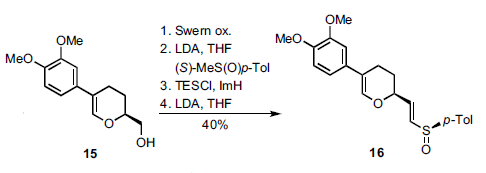 OMe
MeO
O
OH
15
1. Swern ox.
2. LDA, THF
(S)-MeS(O)p-Tol
3. TESCl, ImH
4. LDA, THF
40%
OMe
MeO
O
S
p-Tol
O
16